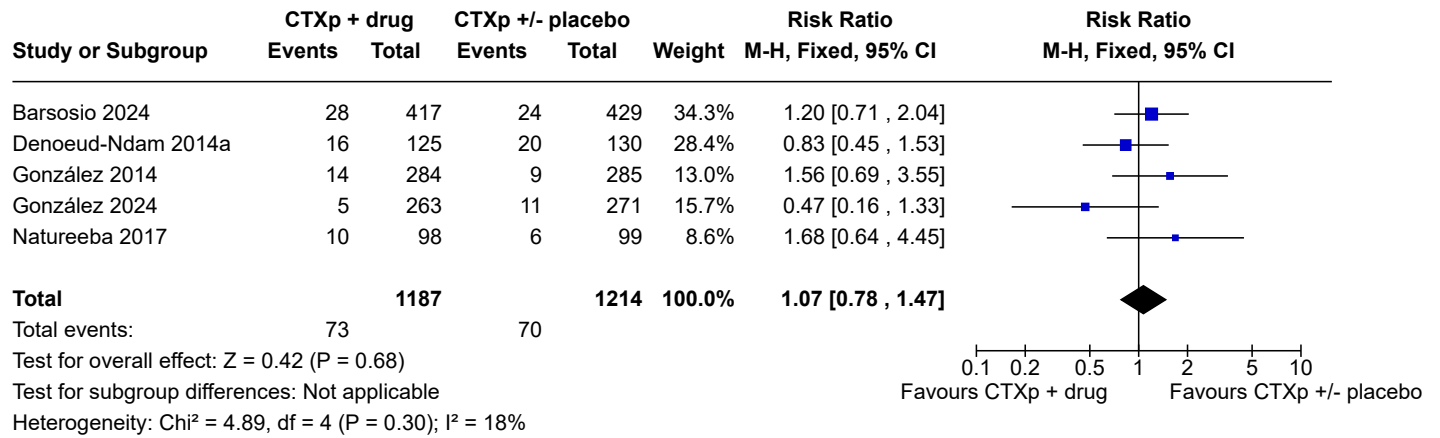 CTXp + drug CTXp +/- placebo Risk Ratio Risk Ratio
Study or Subgroup Events Total Events Total Weight M-H, Fixed, 95% CI M-H, Fixed, 95% CI
Barsosio 2024 28 417 24 429 34.3% 1.20 [0.71 , 2.04]
Denoeud-Ndam 2014a 16 125 20 130 28.4% 0.83 [0.45 , 1.53]
González 2014 14 284 9 285 13.0% 1.56 [0.69 , 3.55]
González 2024 5 263 11 271 15.7% 0.47 [0.16 , 1.33]
Natureeba 2017 10 98 6 99 8.6% 1.68 [0.64 , 4.45]
Total 1187 1214 100.0% 1.07 [0.78 , 1.47]
Total events: 73 70
Test for overall effect: Z = 0.42 (P = 0.68)
0.1 0.2 0.5 1 2 5 10
Test for subgroup differences: Not applicable
Favours CTXp + drug Favours CTXp +/- placebo
Heterogeneity: Chi² = 4.89, df = 4 (P = 0.30); I² = 18%